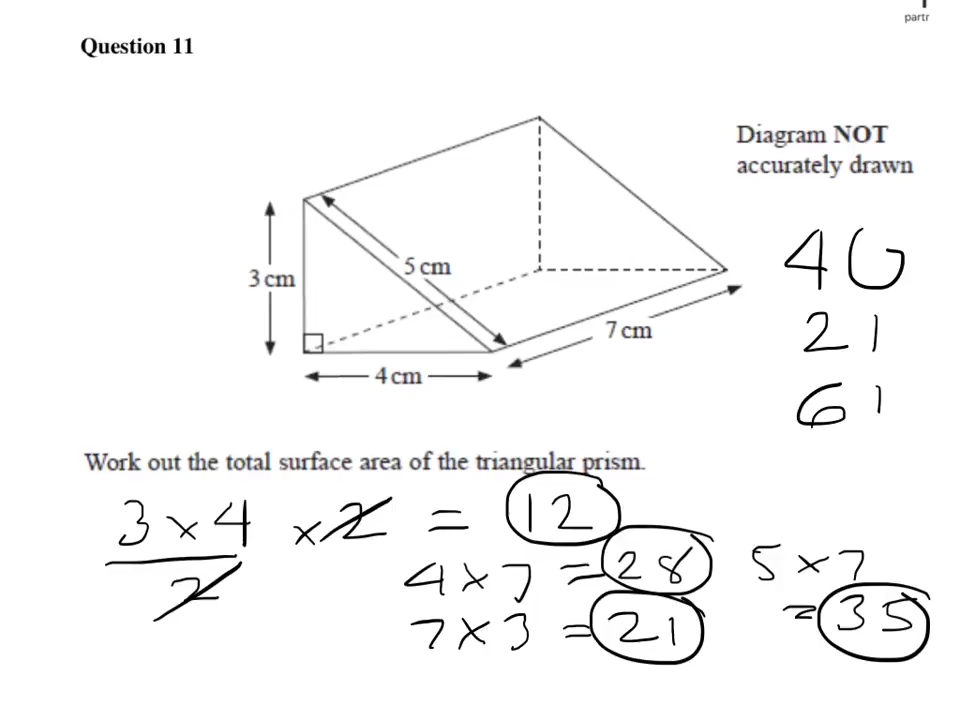 partr
Question 11
Diagram NOT
accurately drawn
3 cm
5 cm
7 cm
4 cm
40
21
61
Work out the total surface area of the triangular prism.
3 × 4 / 2 × 2 = 12
4 × 7 = 28
7 × 3 = 21
5 × 7
= 35